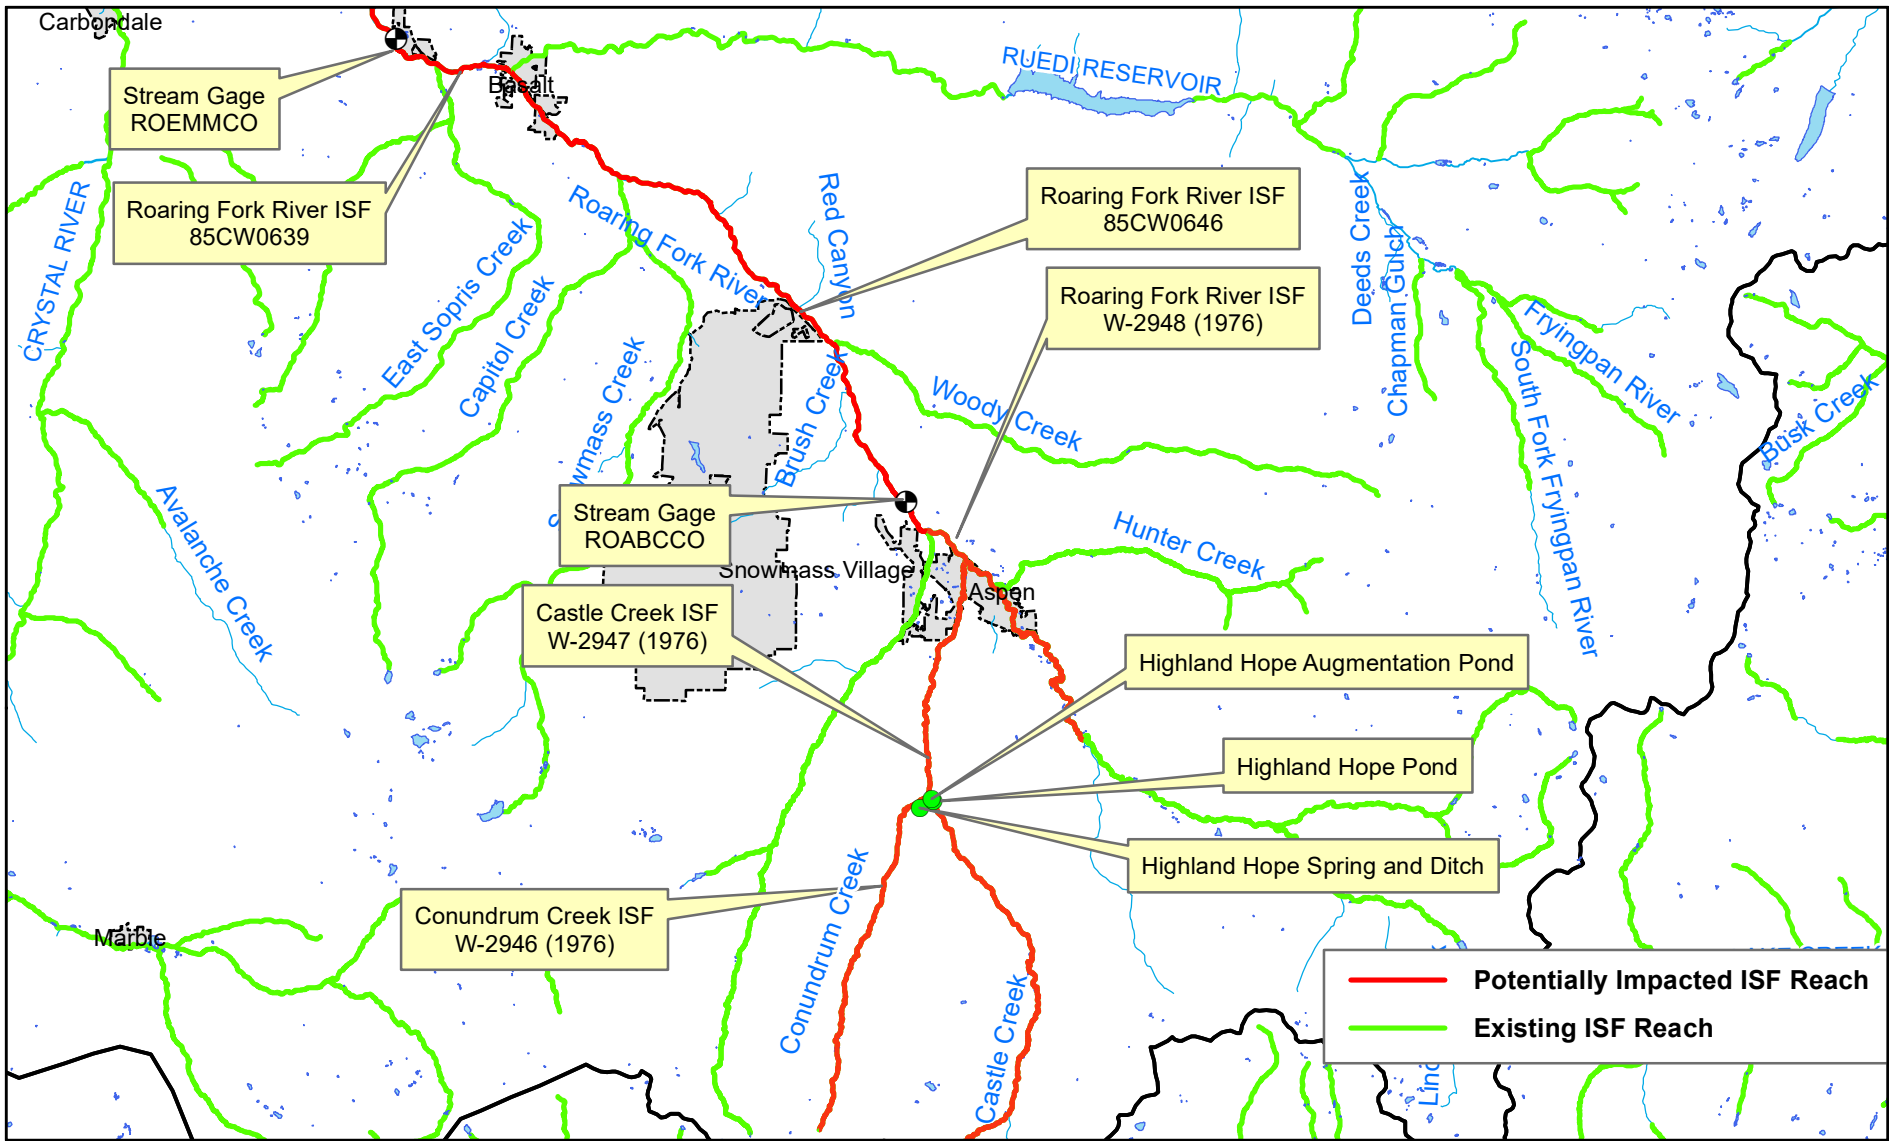 Carbondale
Stream Gage
ROEMMCO
Basalt
RUEDI RESERVOIR
Roaring Fork River ISF
85CW0639
Roaring Fork River ISF
85CW0646
Roaring Fork River ISF
W-2948 (1976)
CRYSTAL RIVER
East Sopris Creek
Capitol Creek
Roaring Fork River
Red Canyon
Deeds Creek
Chapman Gulch
Fryingpan River
South Fork Fryingpan River
Busk Creek
wmass Creek
Brush Creek
Woody Creek
Hunter Creek
Avalanche Creek
Stream Gage
ROABCCO
Snowmass Village
Aspen
Castle Creek ISF
W-2947 (1976)
Highland Hope Augmentation Pond
Highland Hope Pond
Highland Hope Spring and Ditch
Conundrum Creek ISF
W-2946 (1976)
Marble
Conundrum Creek
Castle Creek
Potentially Impacted ISF Reach
Existing ISF Reach